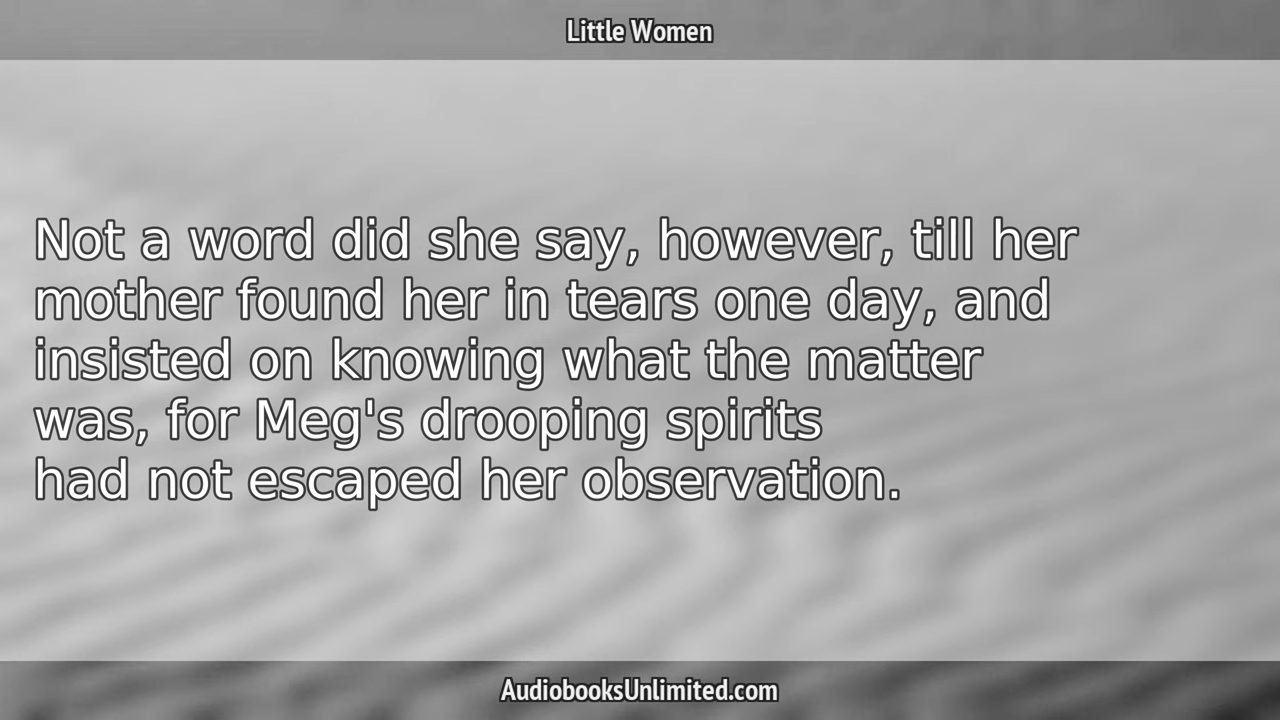 Little Women
Not a word did she say, however, till her
mother found her in tears one day, and
insisted on knowing what the matter
was, for Meg's drooping spirits
had not escaped her observation.
AudiobooksUnlimited.com